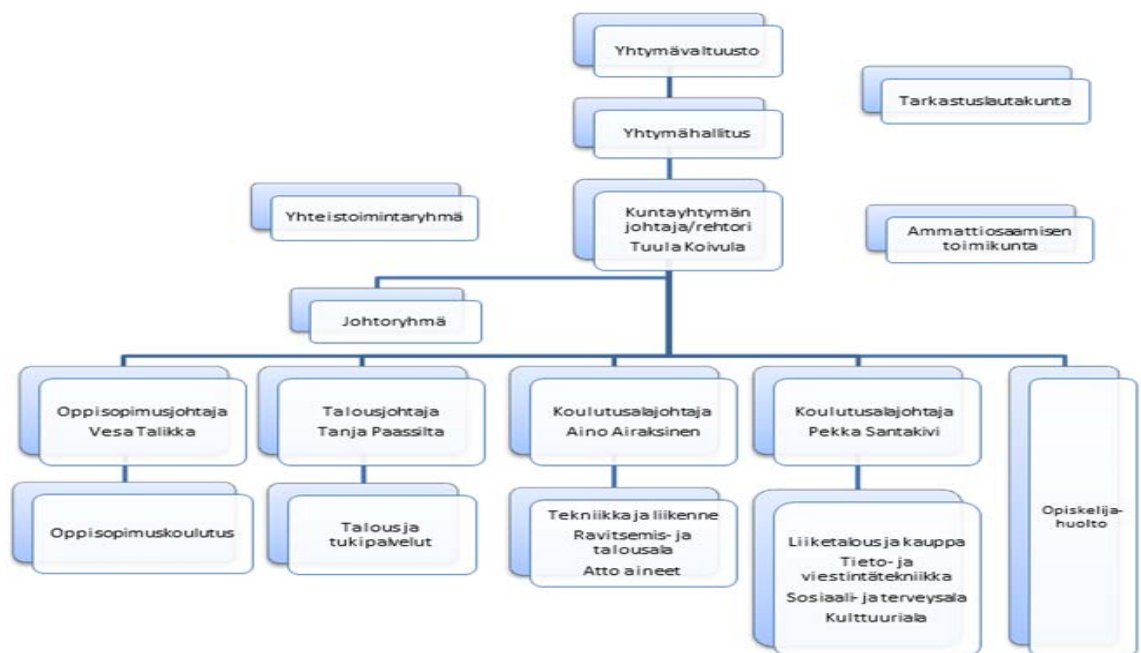 Yhtymävaltuusto
Tarkastuslautakunta
Yhtymähallitus
Yhteistoimintaryhmä
Kuntayhtymän
johtaja/rehtori
Tuula Koivula
Ammattiosaamisen
toimikunta
Johtoryhmä
Oppisopimusjohtaja
Vesa Talikka
Talousjohtaja
Tanja Paassilta
Koulutusalajohtaja
Aino Airaksinen
Koulutusalajohtaja
Pekka Santakivi
Oppisopimuskoulutus
Talous ja
tukipalvelut
Tekniikka ja liikenne
Ravitsemis- ja
talousala
Atto aineet
Liiketalous ja kauppa
Tieto- ja
viestintätekniikka
Sosiaali- ja terveysala
Kulttuuriala
Opiskelija-
huolto